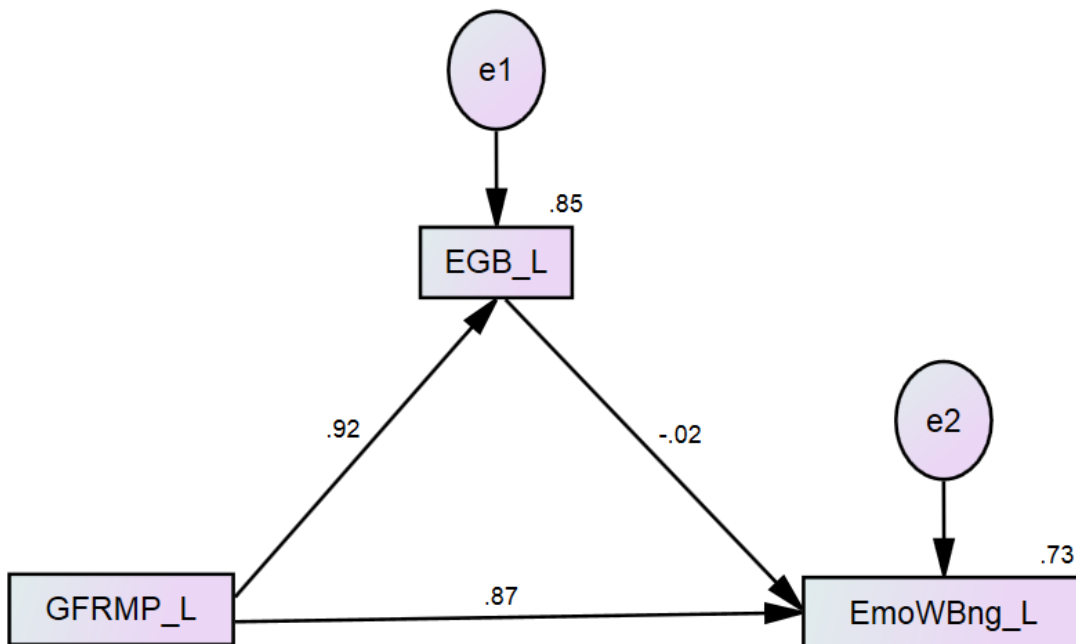 e1
.85
EGB_L
.92
-.02
e2
.73
GFRMP_L
.87
EmoWBng_L